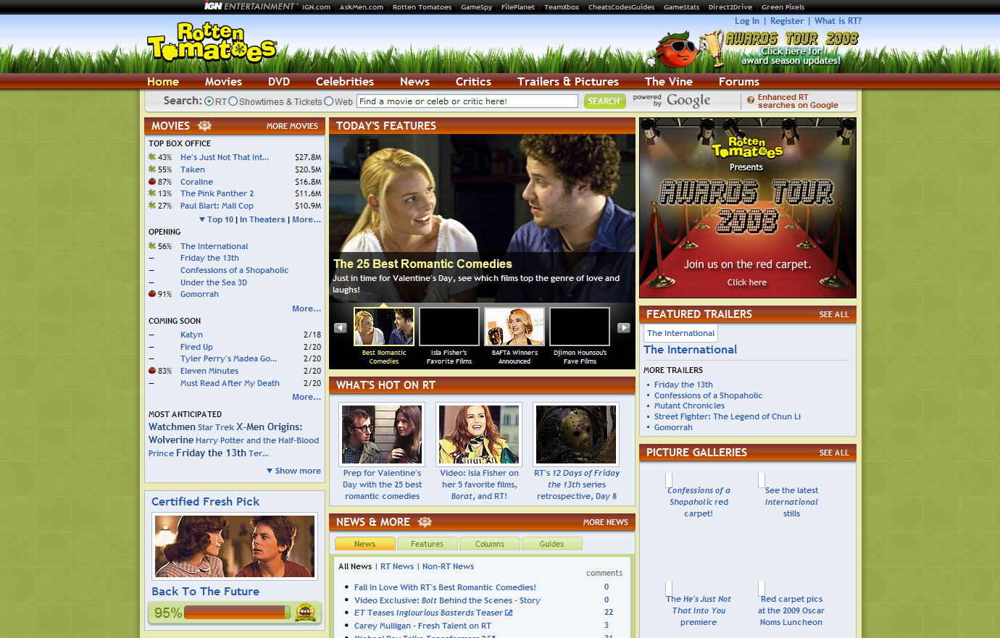 IGN ENTERTAINMENT IGN.com | AskMen.com | Rotten Tomatoes | GameSpy | FilePlanet | TeamXbox | CheatsCodesGuides | GameStats | Direct2Drive | Green Pixels
Log In | Register | What is RT?
Rotten Tomatoes
AWARDS TOUR 2008
Click here for
award season updates!
Home Movies DVD Celebrities News Critics Trailers & Pictures The Vine Forums
Search: RT Showtimes & Tickets Web Find a movie or celeb or critic here! SEARCH powered by Google
? Enhanced RT
searches on Google
MOVIES MORE MOVIES
TOP BOX OFFICE
43% He's Just Not That Int... $27.8M
55% Taken $20.5M
87% Coraline $16.8M
13% The Pink Panther 2 $11.6M
27% Paul Blart: Mall Cop $10.9M
Top 10 | In Theaters | More...
OPENING
56% The International
– Friday the 13th
– Confessions of a Shopaholic
– Under the Sea 3D
91% Gomorrah
More...
COMING SOON
– Katyn 2/18
– Fired Up 2/20
– Tyler Perry's Madea Go... 2/20
83% Eleven Minutes 2/20
– Must Read After My Death 2/20
More...
MOST ANTICIPATED
Watchmen Star Trek X-Men Origins:
Wolverine Harry Potter and the Half-Blood
Prince Friday the 13th Ter...
Show more
Certified Fresh Pick
Back To The Future
95% FRESH
TODAY'S FEATURES
The 25 Best Romantic Comedies
Just in time for Valentine's Day, see which films top the genre of love and
laughs!
Best Romantic
Comedies
Isla Fisher's
Favorite Films
BAFTA Winners
Announced
Djimon Hounsou's
Fave Films
WHAT'S HOT ON RT
Prep for Valentine's
Day with the 25 best
romantic comedies
Video: Isla Fisher on
her 5 favorite films,
Borat, and RT!
RT's 12 Days of Friday
the 13th series
retrospective, Day 8
NEWS & MORE MORE NEWS
News Features Columns Guides
All News | RT News | Non-RT News
comments
Fall In Love With RT's Best Romantic Comedies! 0
Video Exclusive: Bolt Behind the Scenes - Story 0
ET Teases Inglourious Basterds Teaser 22
Carey Mulligan - Fresh Talent on RT 3
Rotten Tomatoes
Presents
AWARDS TOUR
2008
Join us on the red carpet.
Click here
FEATURED TRAILERS SEE ALL
The International
The International
MORE TRAILERS
Friday the 13th
Confessions of a Shopaholic
Mutant Chronicles
Street Fighter: The Legend of Chun Li
Gomorrah
PICTURE GALLERIES SEE ALL
Confessions of a
Shopaholic red
carpet!
See the latest
International
stills
The He's Just Not
That Into You
premiere
Red carpet pics
at the 2009 Oscar
Noms Luncheon